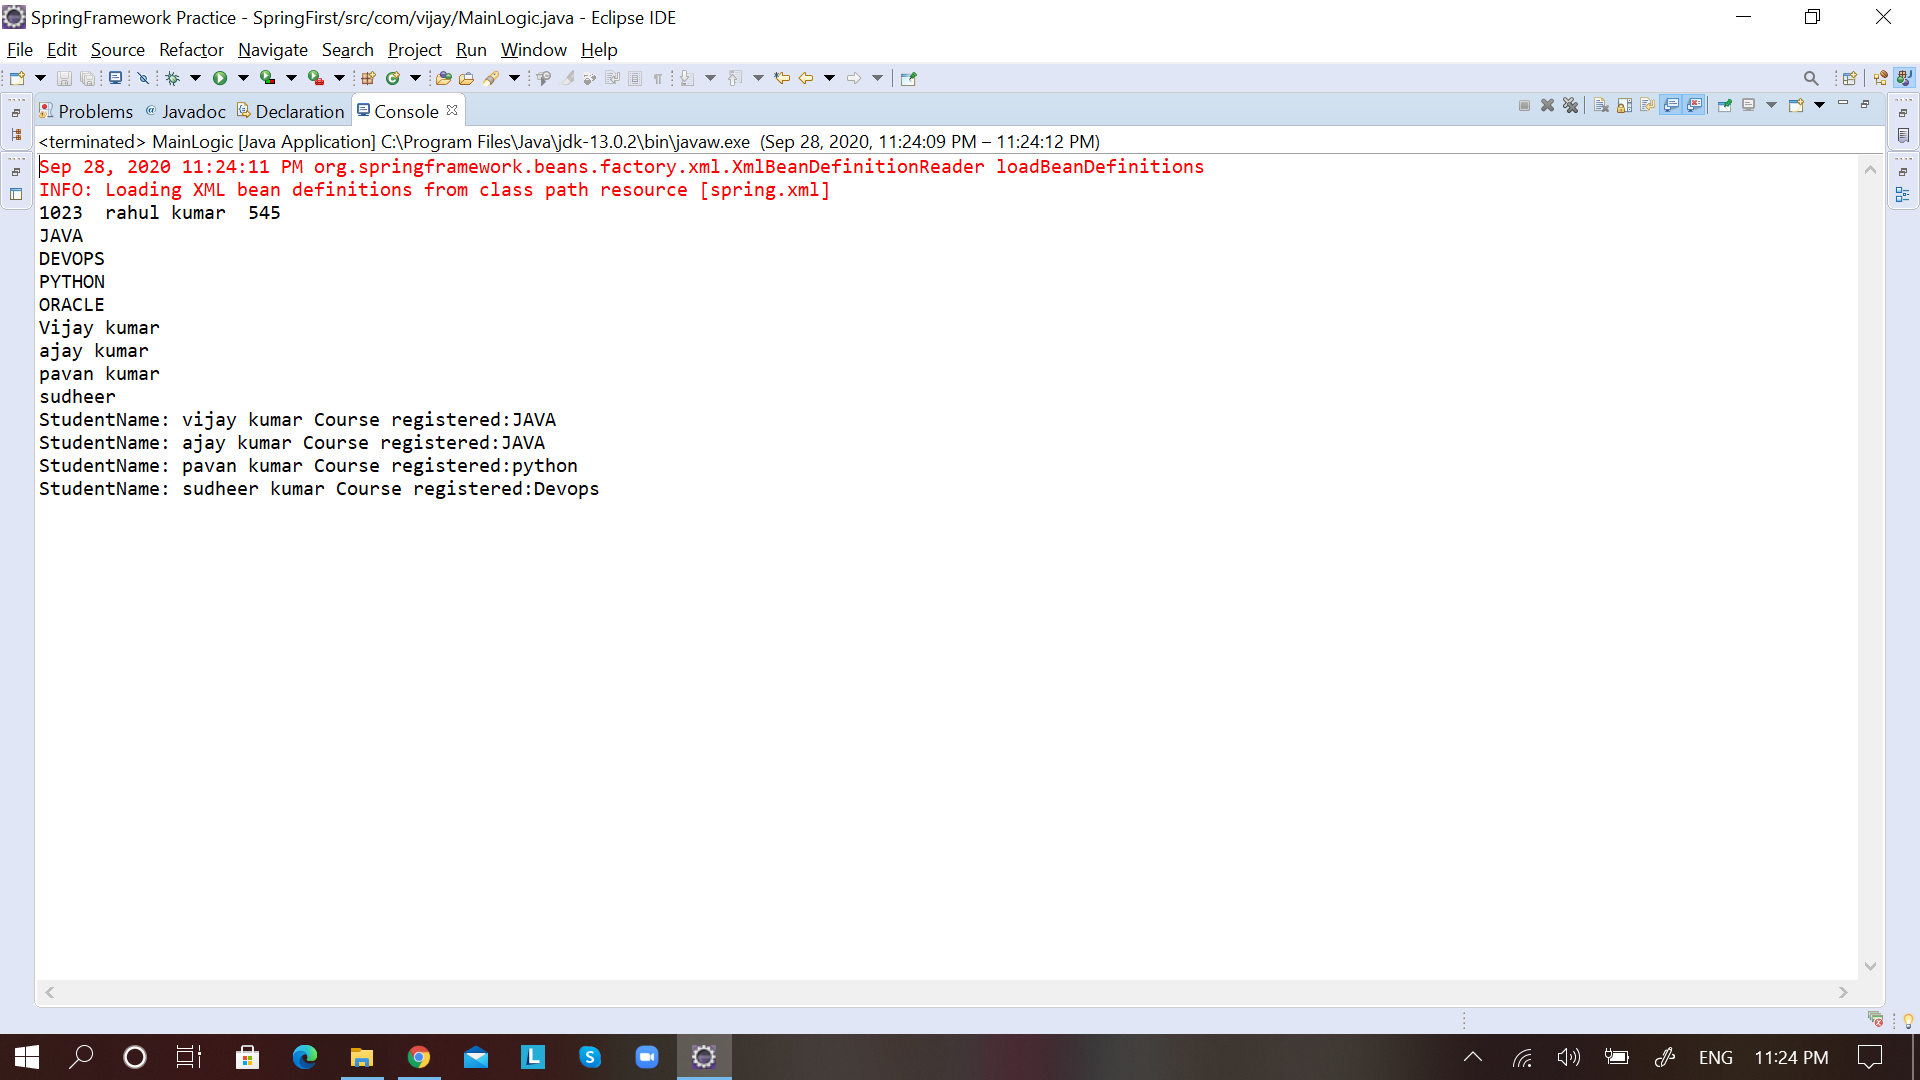 SpringFramework Practice - SpringFirst/src/com/vijay/MainLogic.java - Eclipse IDE
File Edit Source Refactor Navigate Search Project Run Window Help
Problems @ Javadoc Declaration Console
<terminated> MainLogic [Java Application] C:\Program Files\Java\jdk-13.0.2\bin\javaw.exe (Sep 28, 2020, 11:24:09 PM – 11:24:12 PM)
Sep 28, 2020 11:24:11 PM org.springframework.beans.factory.xml.XmlBeanDefinitionReader loadBeanDefinitions
INFO: Loading XML bean definitions from class path resource [spring.xml]
1023  rahul kumar  545
JAVA
DEVOPS
PYTHON
ORACLE
Vijay kumar
ajay kumar
pavan kumar
sudheer
StudentName: vijay kumar Course registered:JAVA
StudentName: ajay kumar Course registered:JAVA
StudentName: pavan kumar Course registered:python
StudentName: sudheer kumar Course registered:Devops
L S ENG 11:24 PM